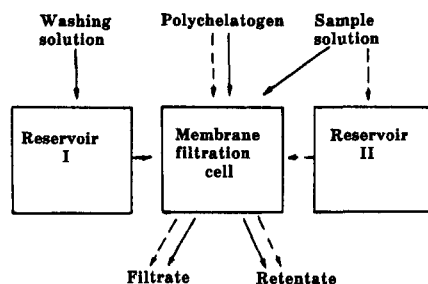 Washing
solution
Polychelatogen
Sample
solution
Reservoir
I
Membrane
filtration
cell
Reservoir
II
Filtrate
Retentate